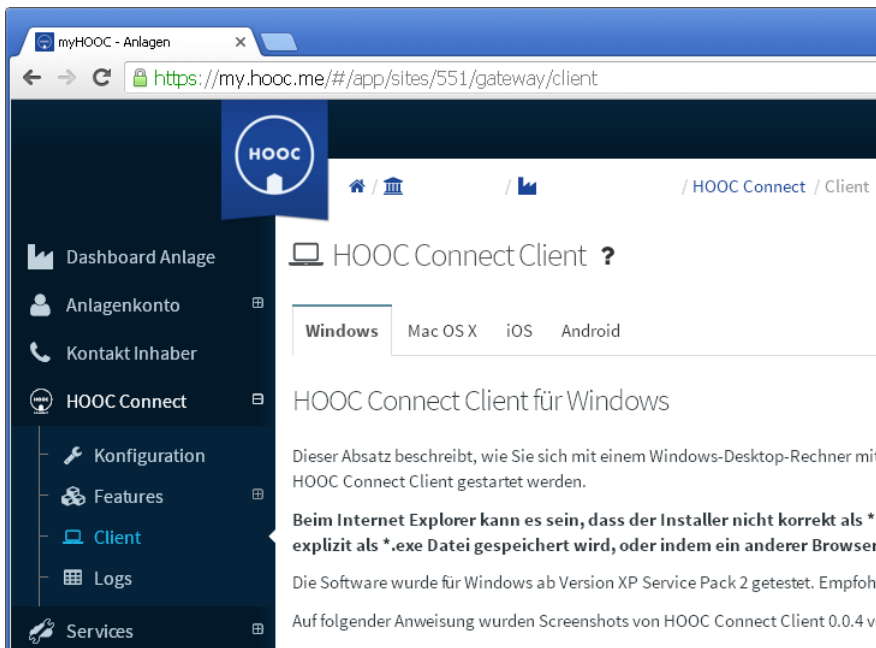 myHOOC - Anlagen
https://my.hooc.me/#/app/sites/551/gateway/client
HOOC
/ / / HOOC Connect / Client
Dashboard Anlage
Anlagenkonto
Kontakt Inhaber
HOOC Connect
Konfiguration
Features
Client
Logs
Services
HOOC Connect Client ?
Windows Mac OS X iOS Android
HOOC Connect Client für Windows
Dieser Absatz beschreibt, wie Sie sich mit einem Windows-Desktop-Rechner mit
HOOC Connect Client gestartet werden.
Beim Internet Explorer kann es sein, dass der Installer nicht korrekt als *
explizit als *.exe Datei gespeichert wird, oder indem ein anderer Browser
Die Software wurde für Windows ab Version XP Service Pack 2 getestet. Empfoh
Auf folgender Anweisung wurden Screenshots von HOOC Connect Client 0.0.4 v